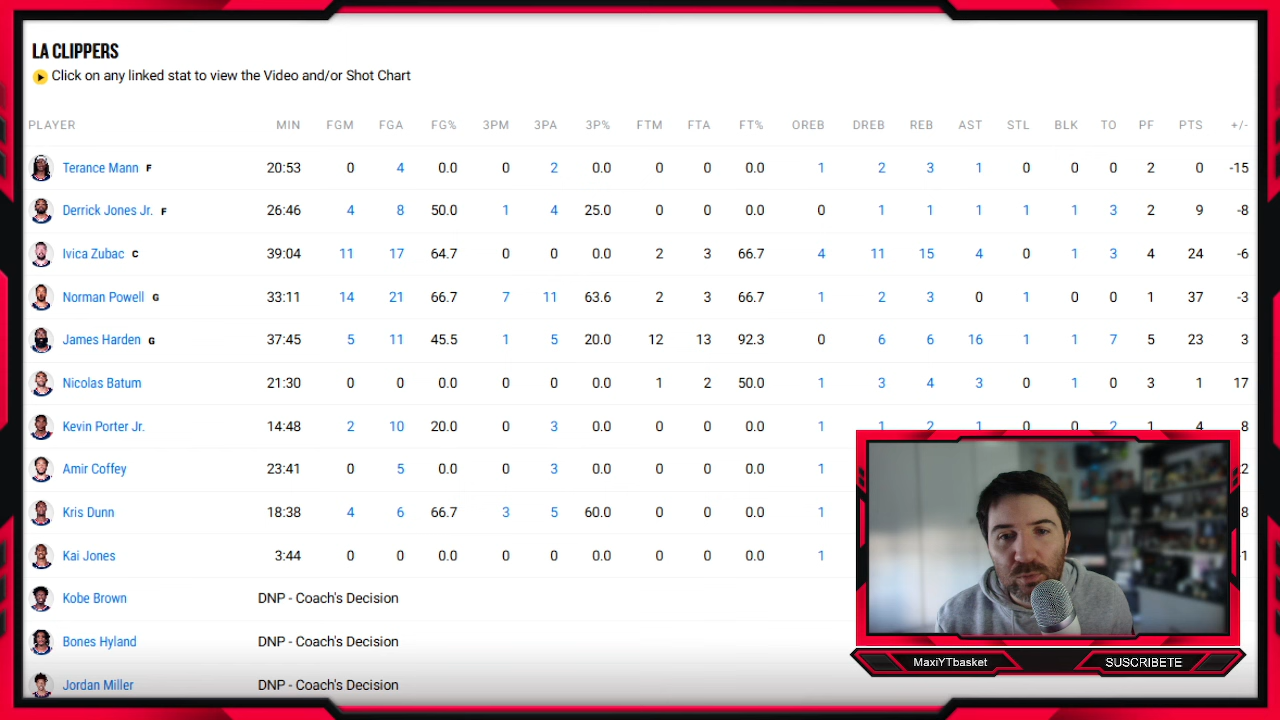 LA CLIPPERS
Click on any linked stat to view the Video and/or Shot Chart
PLAYER MIN FGM FGA FG% 3PM 3PA 3P% FTM FTA FT% OREB DREB REB AST STL BLK TO PF PTS +/-
Terance Mann F 20:53 0 4 0.0 0 2 0.0 0 0 0.0 1 2 3 1 0 0 0 2 0 -15
Derrick Jones Jr. F 26:46 4 8 50.0 1 4 25.0 0 0 0.0 0 1 1 1 1 1 3 2 9 -8
Ivica Zubac C 39:04 11 17 64.7 0 0 0.0 2 3 66.7 4 11 15 4 0 1 3 4 24 -6
Norman Powell G 33:11 14 21 66.7 7 11 63.6 2 3 66.7 1 2 3 0 1 0 0 1 37 -3
James Harden G 37:45 5 11 45.5 1 5 20.0 12 13 92.3 0 6 6 16 1 1 7 5 23 3
Nicolas Batum 21:30 0 0 0.0 0 0 0.0 1 2 50.0 1 3 4 3 0 1 0 3 1 17
Kevin Porter Jr. 14:48 2 10 20.0 0 3 0.0 0 0 0.0 1 1 2 1 0 0 2 1 4 8
Amir Coffey 23:41 0 5 0.0 0 3 0.0 0 0 0.0 1 2
Kris Dunn 18:38 4 6 66.7 3 5 60.0 0 0 0.0 1 8
Kai Jones 3:44 0 0 0.0 0 0 0.0 0 0 0.0 1 1
Kobe Brown DNP - Coach's Decision
Bones Hyland DNP - Coach's Decision
Jordan Miller DNP - Coach's Decision
MaxiYTbasket SUSCRIBETE